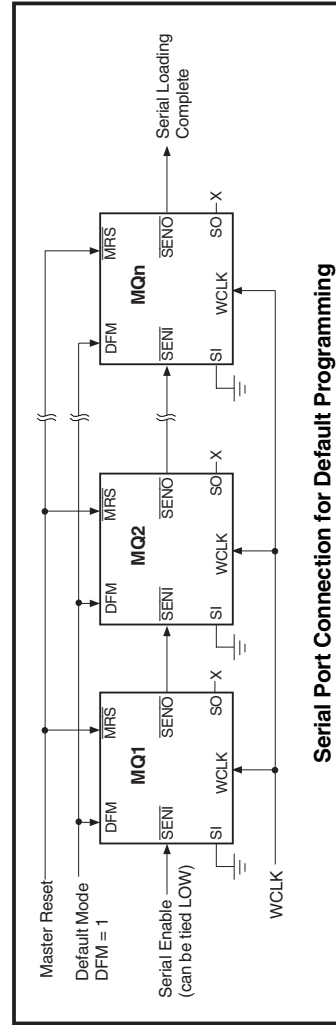 Master Reset
Default Mode
DFM = 1
DFM
MRS
DFM
MRS
DFM
MRS
MQ1
MQ2
MQn
Serial Enable
(can be tied LOW)
SENI
SENO
SENI
SENO
SENI
SENO
Serial Loading
Complete
SI
WCLK
SO
X
SI
WCLK
SO
X
SI
WCLK
SO
X
WCLK
Serial Port Connection for Default Programming